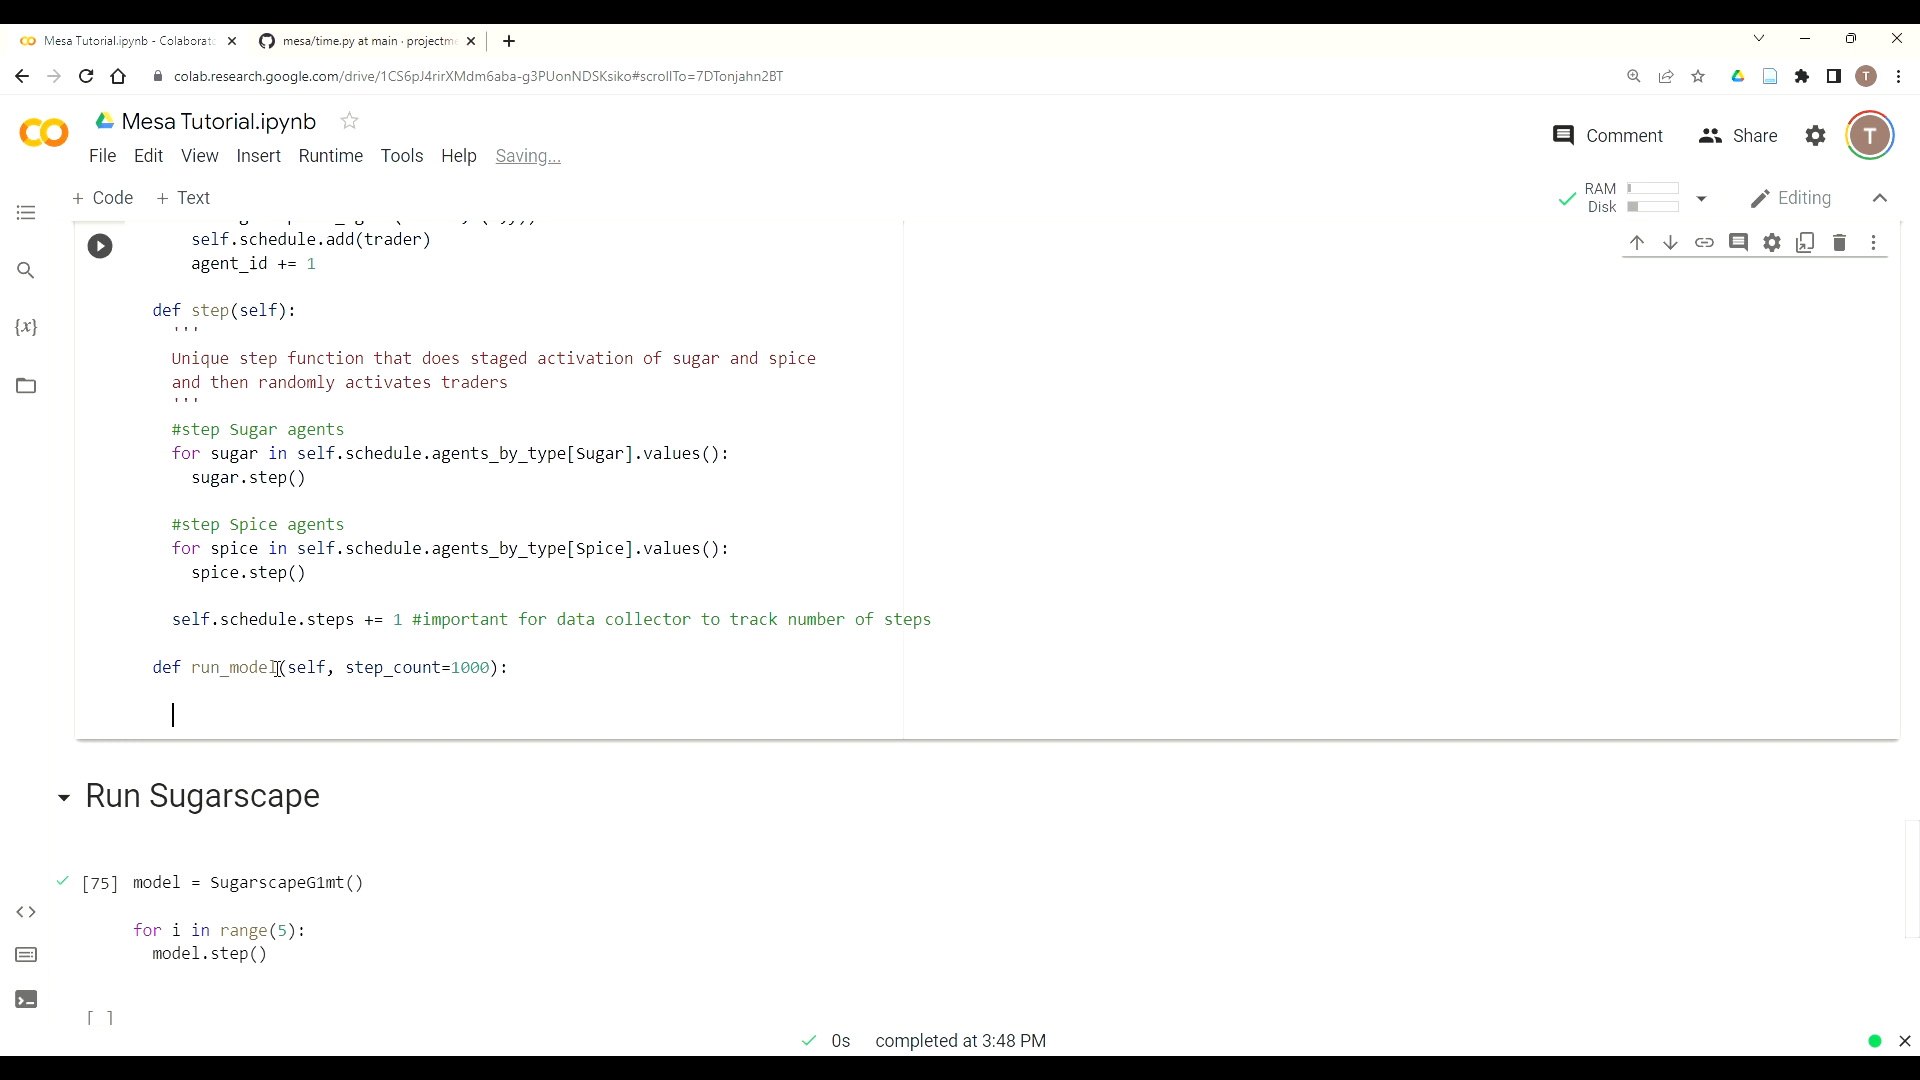 Mesa Tutorial.ipynb - Colaborato
mesa/time.py at main · projectme
colab.research.google.com/drive/1CS6pJ4rirXMdm6aba-g3PUonNDSKsiko#scrollTo=7DTonjahn2BT
T
Mesa Tutorial.ipynb
Comment
Share
T
File Edit View Insert Runtime Tools Help Saving...
+ Code + Text
RAM
Disk
Editing
self.schedule.add(trader)
agent_id += 1
def step(self):
'''
Unique step function that does staged activation of sugar and spice
and then randomly activates traders
'''
#step Sugar agents
for sugar in self.schedule.agents_by_type[Sugar].values():
sugar.step()
#step Spice agents
for spice in self.schedule.agents_by_type[Spice].values():
spice.step()
self.schedule.steps += 1 #important for data collector to track number of steps
def run_model(self, step_count=1000):
Run Sugarscape
[75] model = SugarscapeG1mt()
for i in range(5):
model.step()
[ ]
0s completed at 3:48 PM